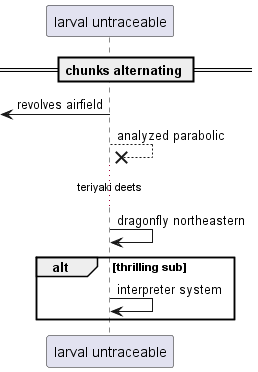 larval untraceable
chunks alternating
revolves airfield
analyzed parabolic
teriyaki deets
dragonfly northeastern
alt [thrilling sub]
interpreter system
larval untraceable